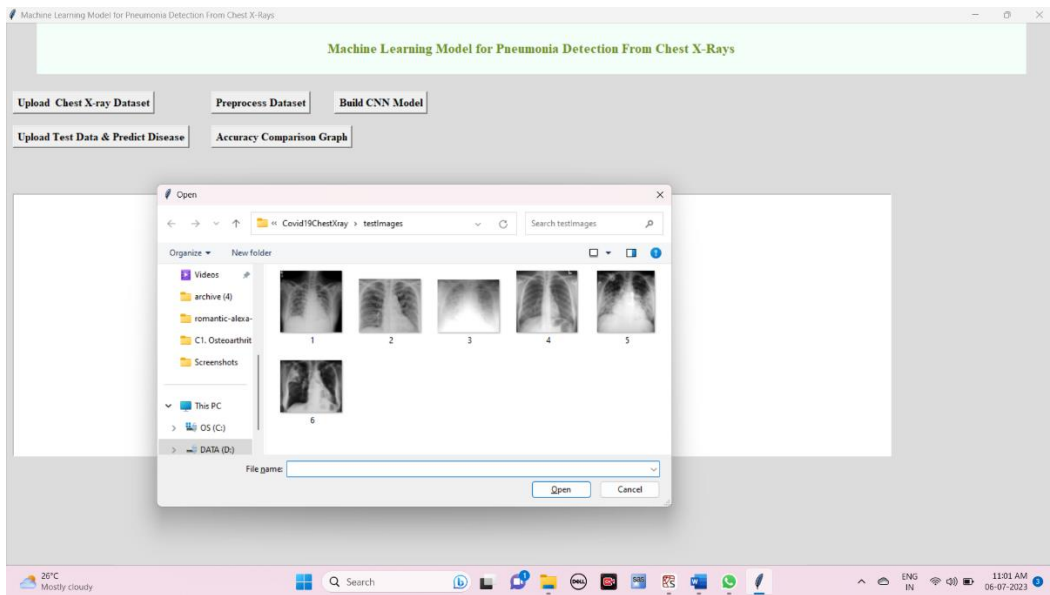 Machine Learning Model for Pneumonia Detection From Chest X-Rays
Machine Learning Model for Pneumonia Detection From Chest X-Rays
Upload Chest X-ray Dataset
Preprocess Dataset
Build CNN Model
Upload Test Data & Predict Disease
Accuracy Comparison Graph
Open
« Covid19ChestXray › testImages
Search testImages
Organize
New folder
Videos
archive (4)
romantic-alexa-
C1. Osteoarthrit
Screenshots
This PC
OS (C:)
DATA (D:)
1
2
3
4
5
6
File name:
Open
Cancel
26°C
Mostly cloudy
Search
ENG
IN
11:01 AM
06-07-2023